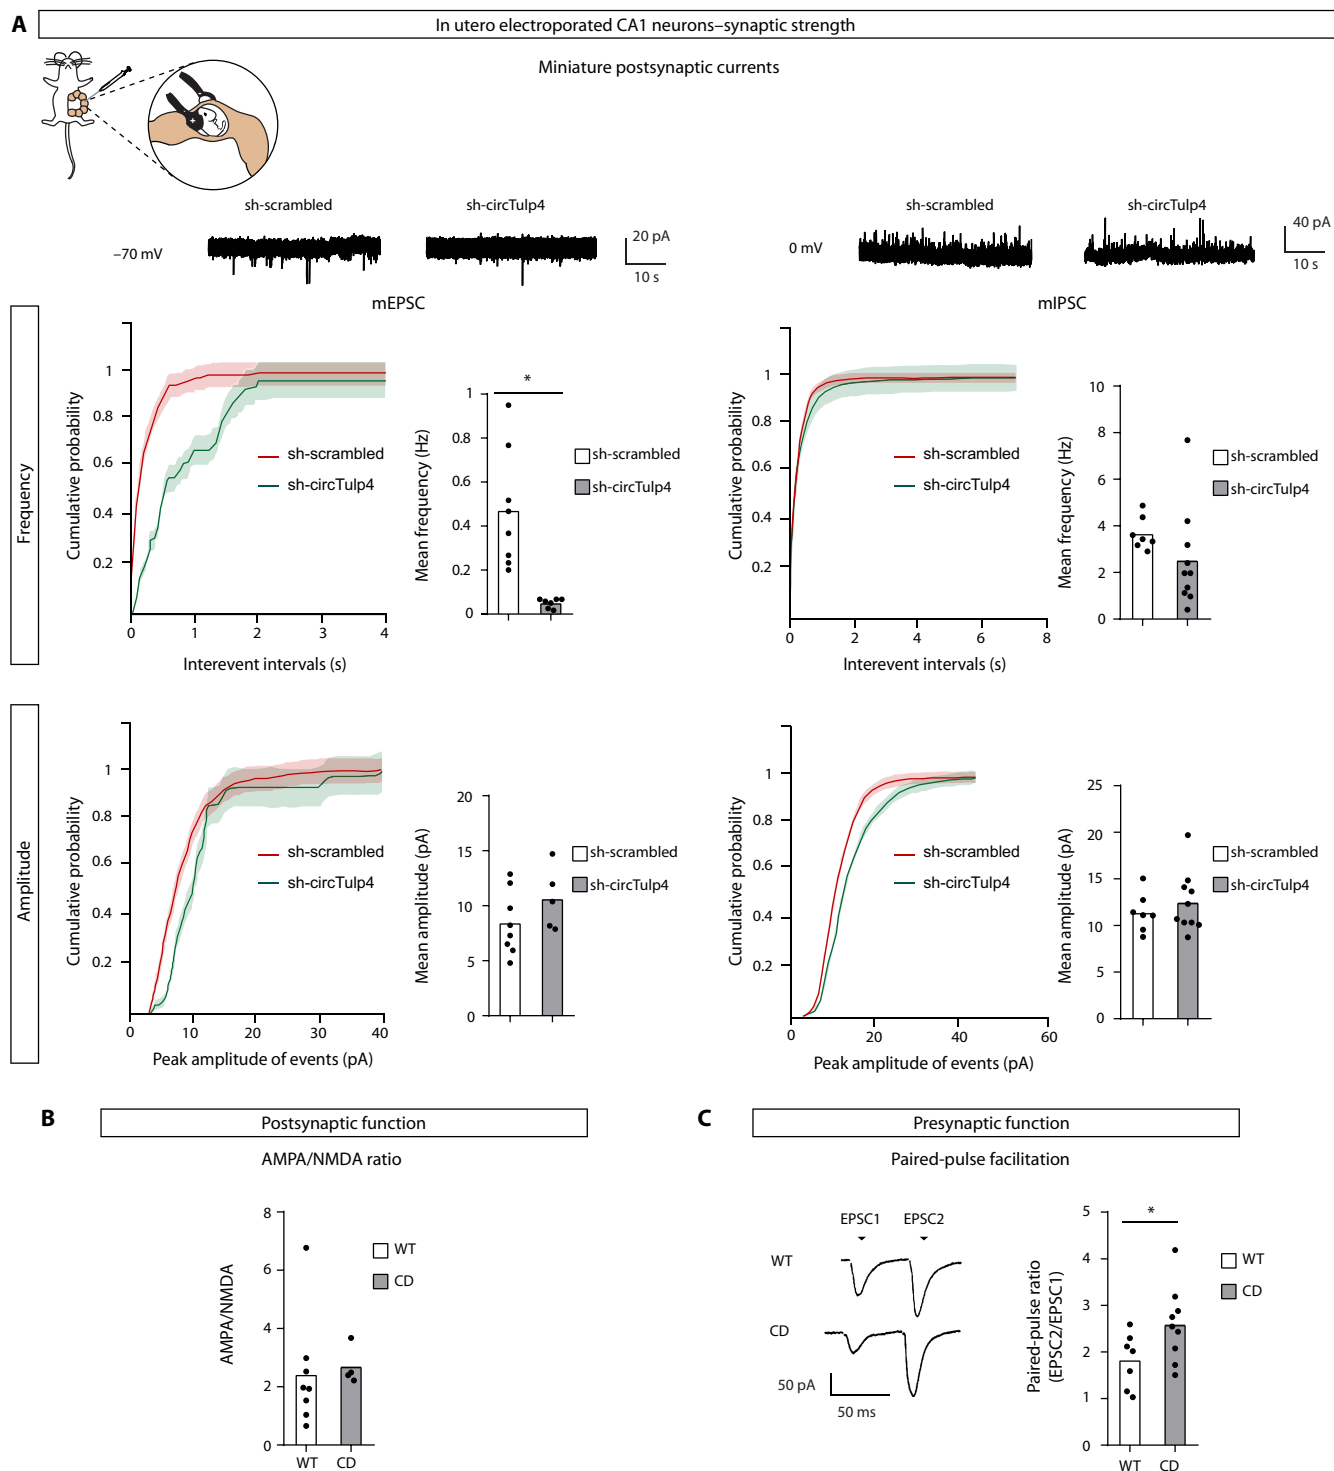 A
In utero electroporated CA1 neurons–synaptic strength
Miniature postsynaptic currents
sh-scrambled
sh-circTulp4
−70 mV
20 pA
10 s
sh-scrambled
sh-circTulp4
0 mV
40 pA
10 s
Frequency
mEPSC
Cumulative probability
1
0.8
0.6
0.4
0.2
0
1
2
3
4
Interevent intervals (s)
sh-scrambled
sh-circTulp4
Mean frequency (Hz)
1
0.8
0.6
0.4
0.2
0
*
sh-scrambled
sh-circTulp4
mIPSC
Cumulative probability
1
0.8
0.6
0.4
0.2
0
2
4
6
8
Interevent intervals (s)
sh-scrambled
sh-circTulp4
Mean frequency (Hz)
10
8
6
4
2
0
sh-scrambled
sh-circTulp4
Amplitude
Cumulative probability
1
0.8
0.6
0.4
0.2
0
10
20
30
40
Peak amplitude of events (pA)
sh-scrambled
sh-circTulp4
Mean amplitude (pA)
20
15
10
5
0
sh-scrambled
sh-circTulp4
Cumulative probability
1
0.8
0.6
0.4
0.2
0
20
40
60
Peak amplitude of events (pA)
sh-scrambled
sh-circTulp4
Mean amplitude (pA)
25
20
15
10
5
0
sh-scrambled
sh-circTulp4
B
Postsynaptic function
AMPA/NMDA ratio
AMPA/NMDA
8
6
4
2
0
WT
CD
WT
CD
C
Presynaptic function
Paired-pulse facilitation
EPSC1
EPSC2
WT
CD
50 pA
50 ms
Paired-pulse ratio
(EPSC2/EPSC1)
5
4
3
2
1
0
*
WT
CD
WT
CD